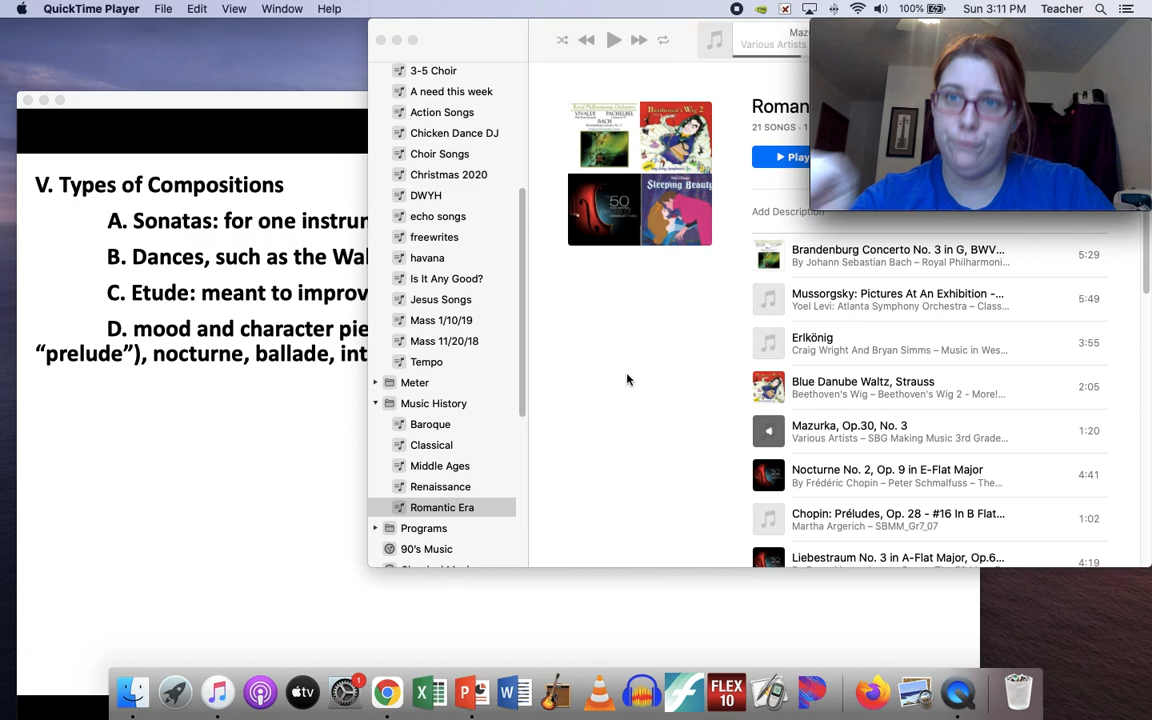 QuickTime Player File Edit View Window Help 100% Sun 3:11 PM Teacher
3-5 Choir
A need this week
Action Songs
Chicken Dance DJ
Choir Songs
Christmas 2020
DWYH
echo songs
freewrites
havana
Is It Any Good?
Jesus Songs
Mass 1/10/19
Mass 11/20/18
Tempo
Meter
Music History
Baroque
Classical
Middle Ages
Renaissance
Romantic Era
Programs
90's Music
V. Types of Compositions
A. Sonatas: for one instrum
B. Dances, such as the Wal
C. Etude: meant to improv
D. mood and character pie
“prelude”), nocturne, ballade, int
Maz
Various Artists
Roman
21 SONGS · 1
Play
Add Description
VIVALDI PACHELBEL
BACH
Beethoven's Wig 2
50
Sleeping Beauty
Brandenburg Concerto No. 3 in G, BWV... 5:29
By Johann Sebastian Bach – Royal Philharmoni...
Mussorgsky: Pictures At An Exhibition -... 5:49
Yoel Levi: Atlanta Symphony Orchestra – Class...
Erlkönig 3:55
Craig Wright And Bryan Simms – Music in Wes...
Blue Danube Waltz, Strauss 2:05
Beethoven's Wig – Beethoven's Wig 2 - More!...
Mazurka, Op.30, No. 3 1:20
Various Artists – SBG Making Music 3rd Grade...
Nocturne No. 2, Op. 9 in E-Flat Major 4:41
By Frédéric Chopin – Peter Schmalfuss – The...
Chopin: Préludes, Op. 28 - #16 In B Flat... 1:02
Martha Argerich – SBMM_Gr7_07
Liebestraum No. 3 in A-Flat Major, Op.6... 4:19
tv
1
FLEX
10